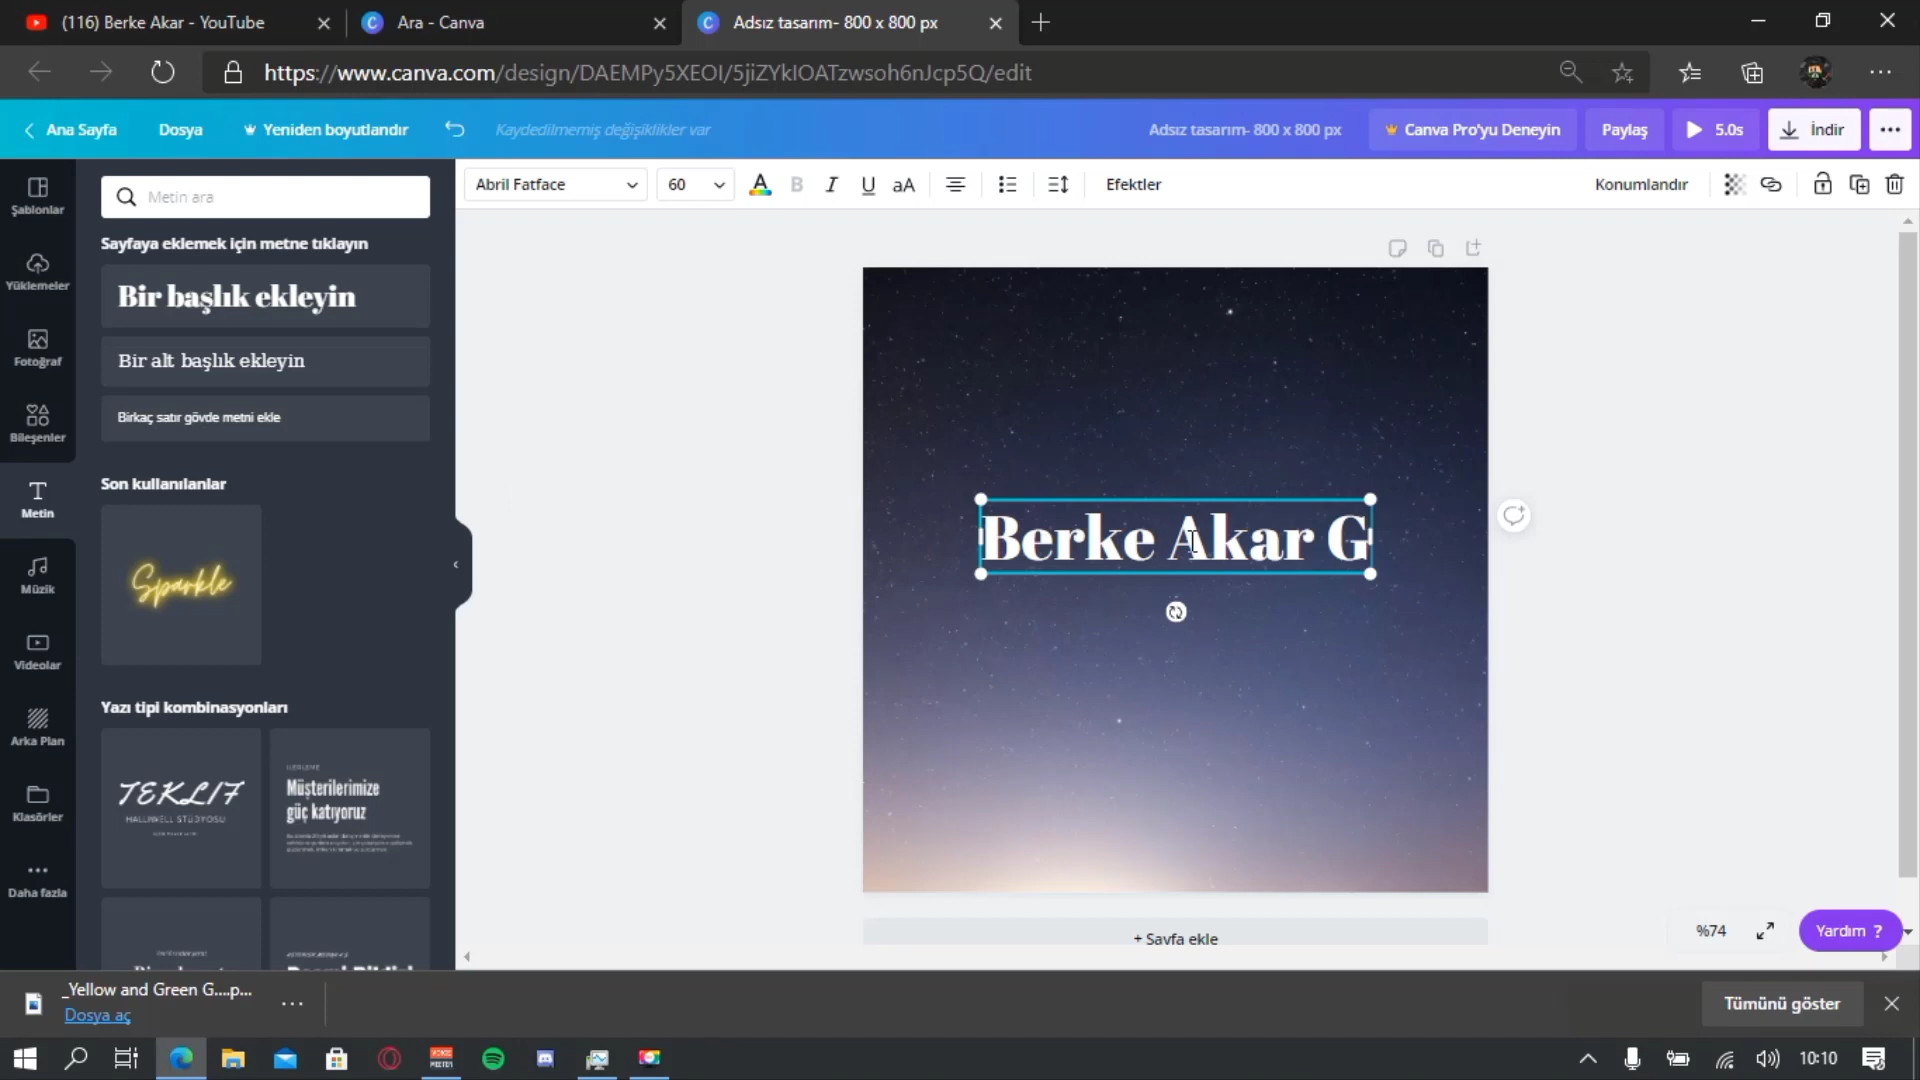 (116) Berke Akar - YouTube
Ara - Canva
Adsız tasarım- 800 x 800 px
https://www.canva.com/design/DAEMPy5XEOI/5jiZYkIOATzwsoh6nJcp5Q/edit
Ana Sayfa
Dosya
Yeniden boyutlandır
Kaydedilmemiş değişiklikler var
Adsız tasarım- 800 x 800 px
Canva Pro'yu Deneyin
Paylaş
5.0s
İndir
Şablonlar
Yüklemeler
Fotoğraf
Bileşenler
Metin
Müzik
Videolar
Arka Plan
Klasörler
Daha fazla
Metin ara
Sayfaya eklemek için metne tıklayın
Bir başlık ekleyin
Bir alt başlık ekleyin
Birkaç satır gövde metni ekle
Son kullanılanlar
Sparkle
Yazı tipi kombinasyonları
TEKLIF
HALLIWELL STÜDYOSU
Müşterilerimize
güç katıyoruz
Abril Fatface
60
A
B
I
U
aA
Efektler
Konumlandır
Berke Akar G
+ Sayfa ekle
%74
Yardım ?
_Yellow and Green G....p...
Dosya aç
Tümünü göster
10:10